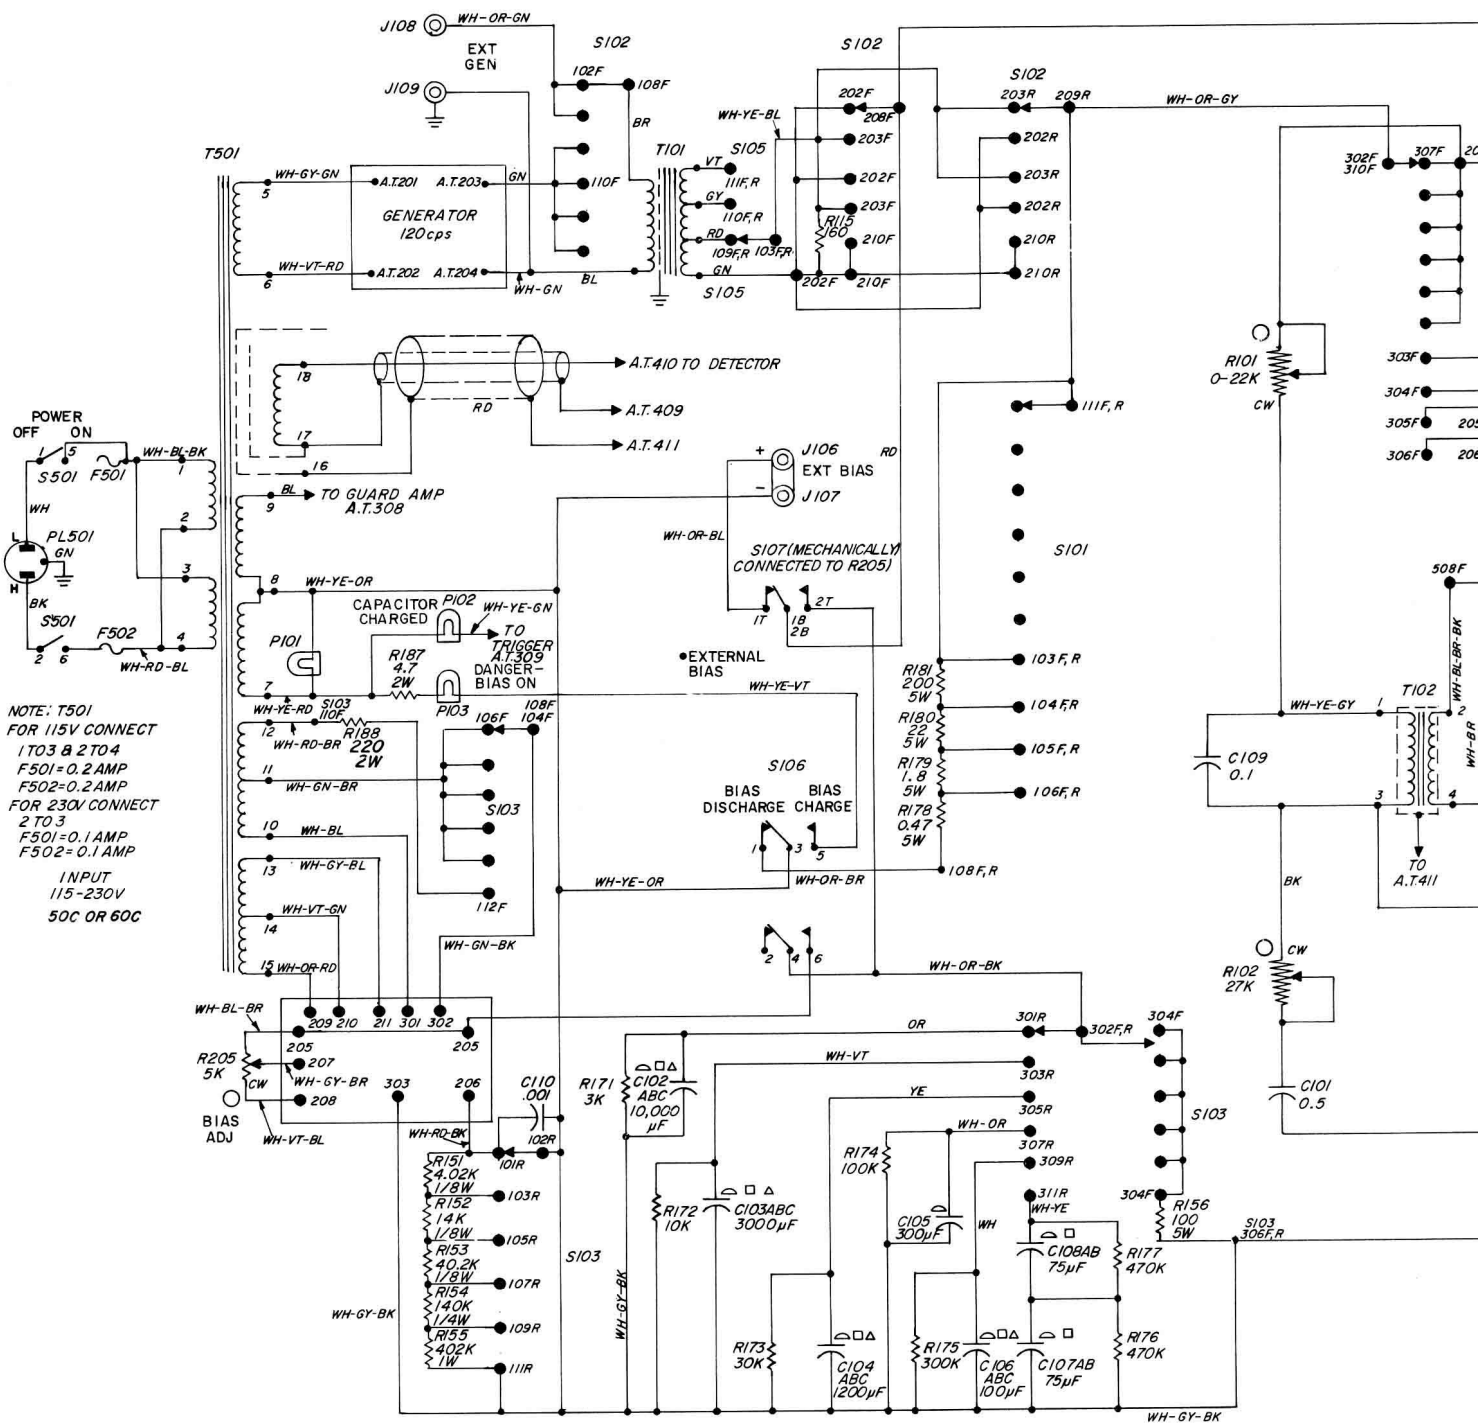 J108
WH-OR-GN
EXT
GEN
J109
S102
102F
108F
BR
110F
BL
T501
5
WH-GY-GN
A.T.201
A.T.203
GN
GENERATOR
120cps
6
WH-VT-RD
A.T.202
A.T.204
WH-GN
T101
VT
S105
111F,R
GY
110F,R
RD
109F,R
103F,R
GN
S105
WH-YE-BL
S102
202F
208F
203F
202F
203F
R115
160
210F
202F
210F
S102
203R
209R
202R
203R
202R
210R
210R
WH-OR-GY
302F
310F
307F
303F
304F
305F
306F
R101
0-22K
CW
18
17
16
RD
A.T.410 TO DETECTOR
A.T.409
A.T.411
POWER
OFF
ON
1
5
S501
F501
WH-BL-BK
1
WH
2
L
PL501
GN
H
3
BK
S501
2
6
F502
4
WH-RD-BL
9
BL
TO GUARD AMP
A.T.308
8
WH-YE-OR
+
J106
EXT BIAS
-
J107
RD
WH-OR-BL
S107 (MECHANICALLY
CONNECTED TO R205)
1T
1B
2B
2T
111F,R
S101
CAPACITOR
CHARGED
P102
WH-YE-GN
TO
TRIGGER
A.T.309
P101
R187
4.7
2W
DANGER-
BIAS ON
P103
7
WH-YE-RD
WH-YE-VT
EXTERNAL
BIAS
R181
200
5W
103F,R
R180
22
5W
104F,R
R179
1.8
5W
105F,R
R178
0.47
5W
106F,R
108F,R
NOTE: T501
FOR 115V CONNECT
1 TO 3 & 2 TO 4
F501=0.2 AMP
F502=0.2 AMP
FOR 230V CONNECT
2 TO 3
F501=0.1 AMP
F502=0.1 AMP
INPUT
115-230V
50C OR 60C
12
WH-RD-BR
S103
110F
R188
220
2W
106F
108F
104F
11
WH-GN-BR
S103
10
WH-BL
13
WH-GY-BL
112F
14
WH-VT-GN
15
WH-OR-RD
WH-GN-BK
WH-YE-OR
S106
BIAS
DISCHARGE
BIAS
CHARGE
1
3
5
WH-OR-BR
2
4
6
WH-OR-BK
508F
WH-BL-BR-BK
T102
WH-YE-GY
1
2
WH-BR
C109
0.1
3
4
TO
A.T.411
BK
R102
27K
CW
C101
0.5
WH-BL-BR
209
210
211
301
302
205
205
R205
5K
207
CW
WH-GY-BR
208
BIAS
ADJ
WH-VT-BL
303
206
C110
.001
WH-RD-BK
101R
102R
R151
4.02K
1/8W
103R
R152
14K
1/8W
105R
R153
40.2K
1/8W
107R
R154
140K
1/4W
109R
R155
402K
1W
111R
S103
WH-GY-BK
WH-GY-BK
OR
R171
3K
C102
ABC
10,000
µF
WH-VT
R172
10K
C103ABC
3000µF
YE
R173
30K
C104
ABC
1200µF
WH-OR
R174
100K
C105
300µF
WH
R175
300K
C106
ABC
100µF
301R
302F,R
304F
303R
305R
307R
309R
311R
WH-YE
S103
304F
R156
100
5W
C108AB
75µF
R177
470K
C107AB
75µF
R176
470K
S103
306F,R
WH-GY-BK